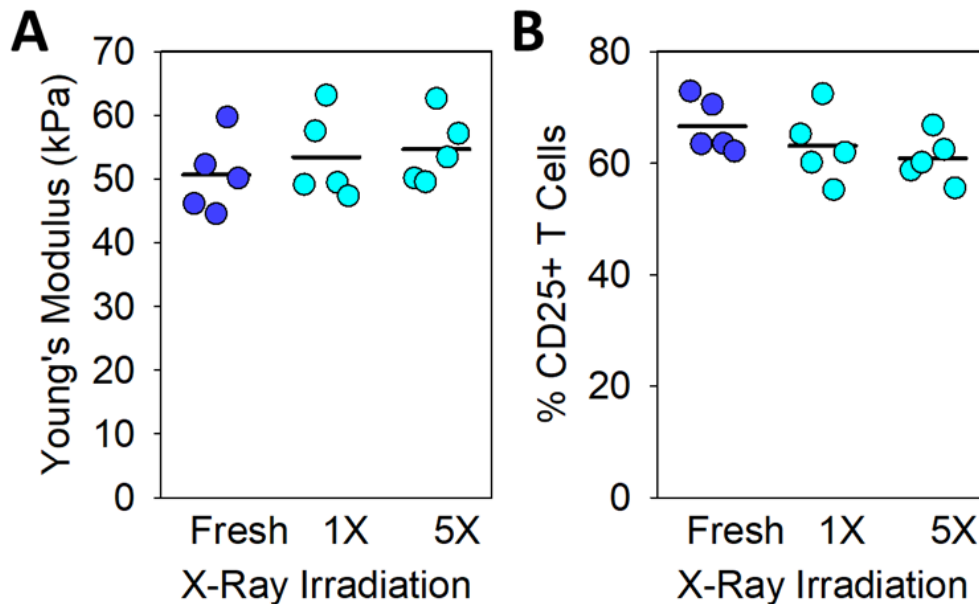 A
Young's Modulus (kPa)
70
60
50
40
30
20
10
0
Fresh 1X 5X
X-Ray Irradiation
B
% CD25+ T Cells
80
60
40
20
0
Fresh 1X 5X
X-Ray Irradiation